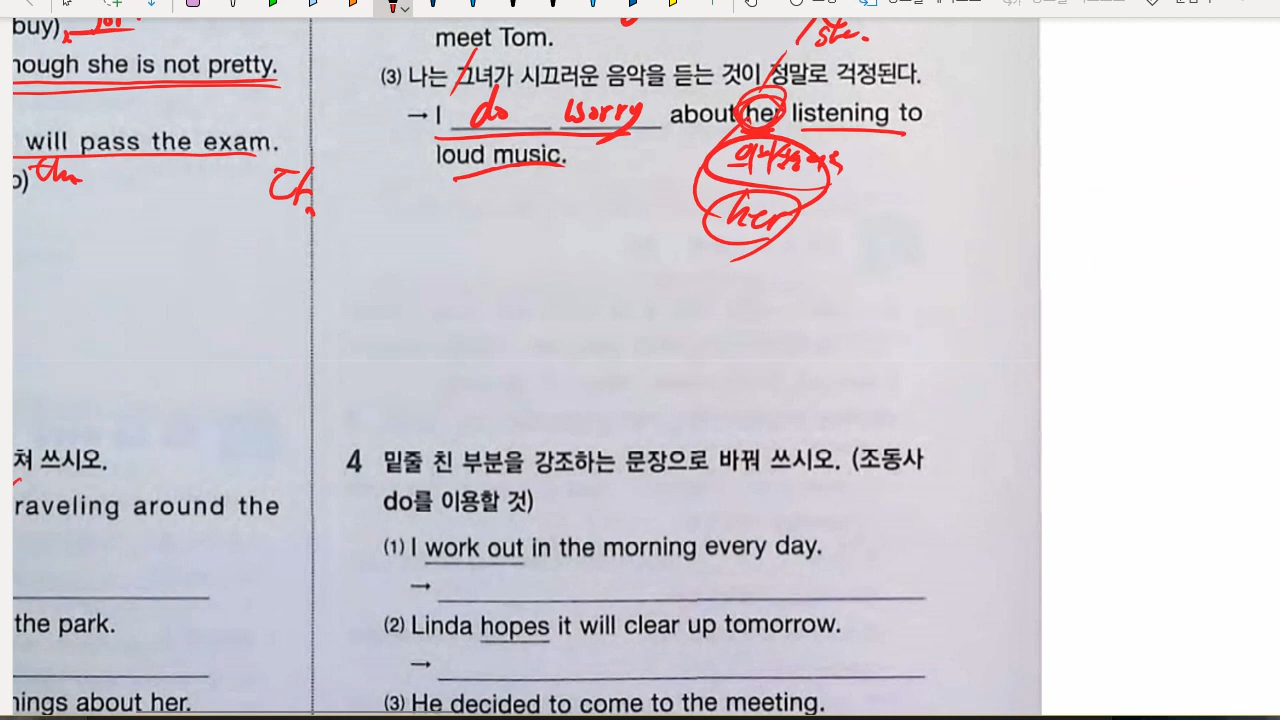 buy), for
hough she is not pretty.
will pass the exam.
다.
처 쓰시오.
raveling around the
the park.
nings about her.
meet Tom.
(3) 나는 그녀가 시끄러운 음악을 듣는 것이 정말로 걱정된다.
→ I do worry about her listening to
loud music.
her
4 밑줄 친 부분을 강조하는 문장으로 바꿔 쓰시오. (조동사
do를 이용할 것)
(1) I work out in the morning every day.
→
(2) Linda hopes it will clear up tomorrow.
→
(3) He decided to come to the meeting.